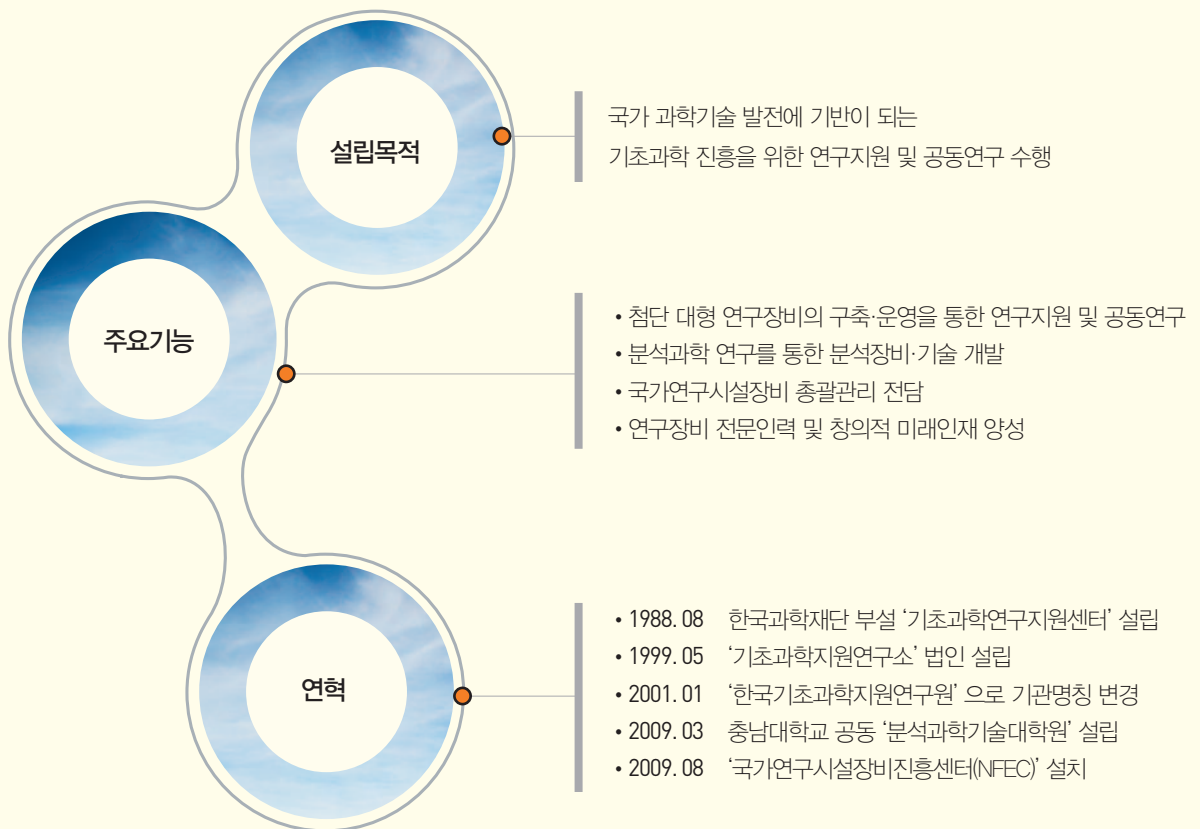 설립목적
국가 과학기술 발전에 기반이 되는
기초과학 진흥을 위한 연구지원 및 공동연구 수행
주요기능
• 첨단 대형 연구장비의 구축·운영을 통한 연구지원 및 공동연구
• 분석과학 연구를 통한 분석장비·기술 개발
• 국가연구시설장비 총괄관리 전담
• 연구장비 전문인력 및 창의적 미래인재 양성
연혁
• 1988. 08 한국과학재단 부설 ‘기초과학연구지원센터’ 설립
• 1999. 05 ‘기초과학지원연구소’ 법인 설립
• 2001. 01 ‘한국기초과학지원연구원’ 으로 기관명칭 변경
• 2009. 03 충남대학교 공동 ‘분석과학기술대학원’ 설립
• 2009. 08 ‘국가연구시설장비진흥센터(NFEC)’ 설치